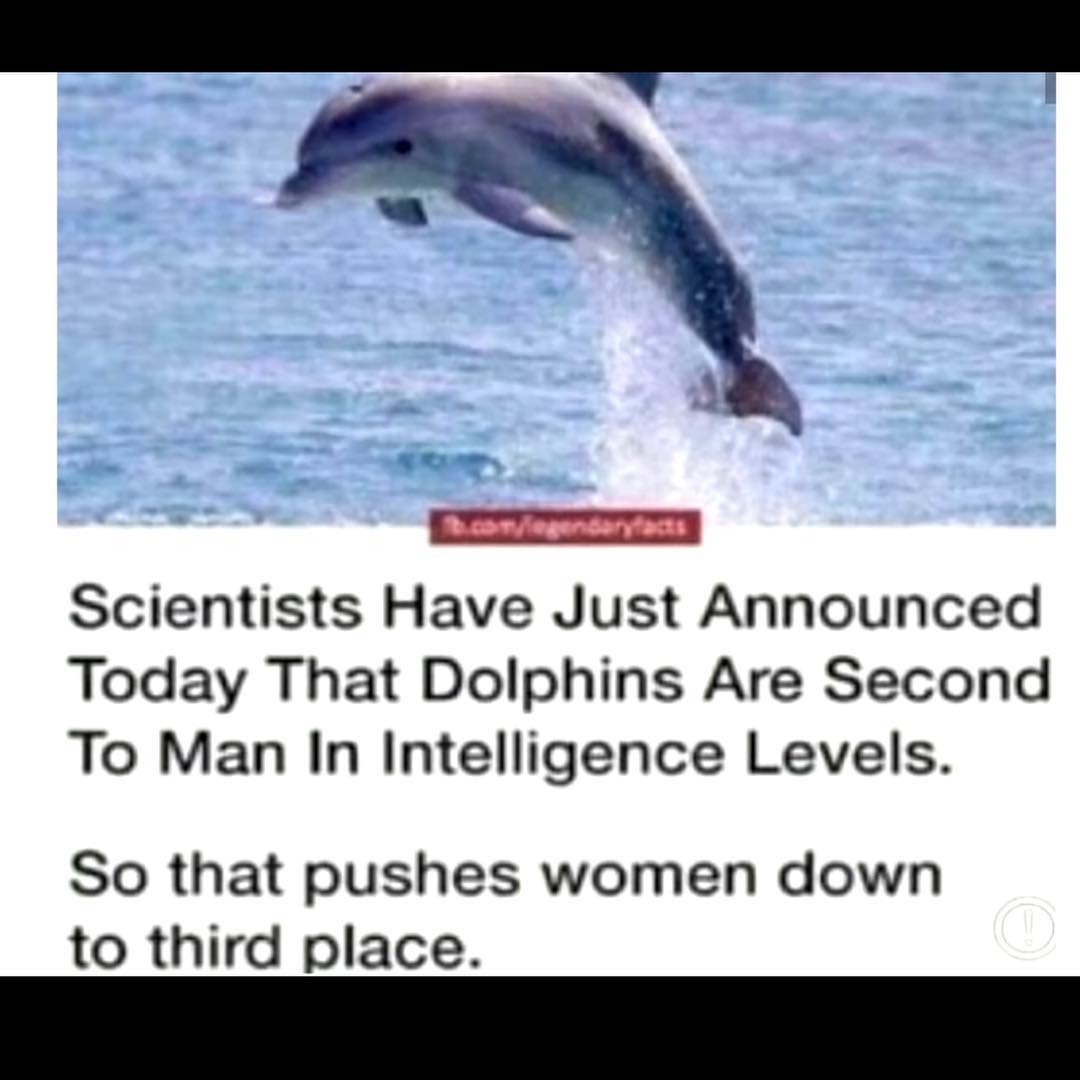 fb.com/legendaryfacts
Scientists Have Just Announced
Today That Dolphins Are Second
To Man In Intelligence Levels.
So that pushes women down
to third place.